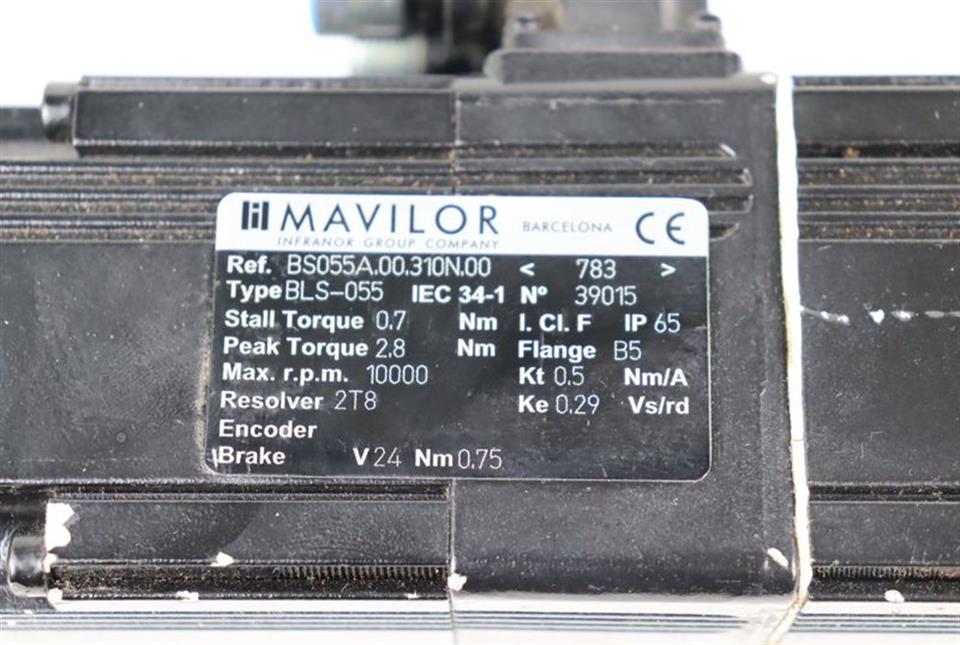 MAVILOR BARCELONA CE
INFRANOR GROUP COMPANY
Ref. BS055A.00.310N.00 < 783 >
Type BLS-055 IEC 34-1 Nº 39015
Stall Torque 0.7 Nm I. Cl. F IP 65
Peak Torque 2.8 Nm Flange B5
Max. r.p.m. 10000 Kt 0.5 Nm/A
Resolver 2T8 Ke 0.29 Vs/rd
Encoder
Brake V 24 Nm 0.75